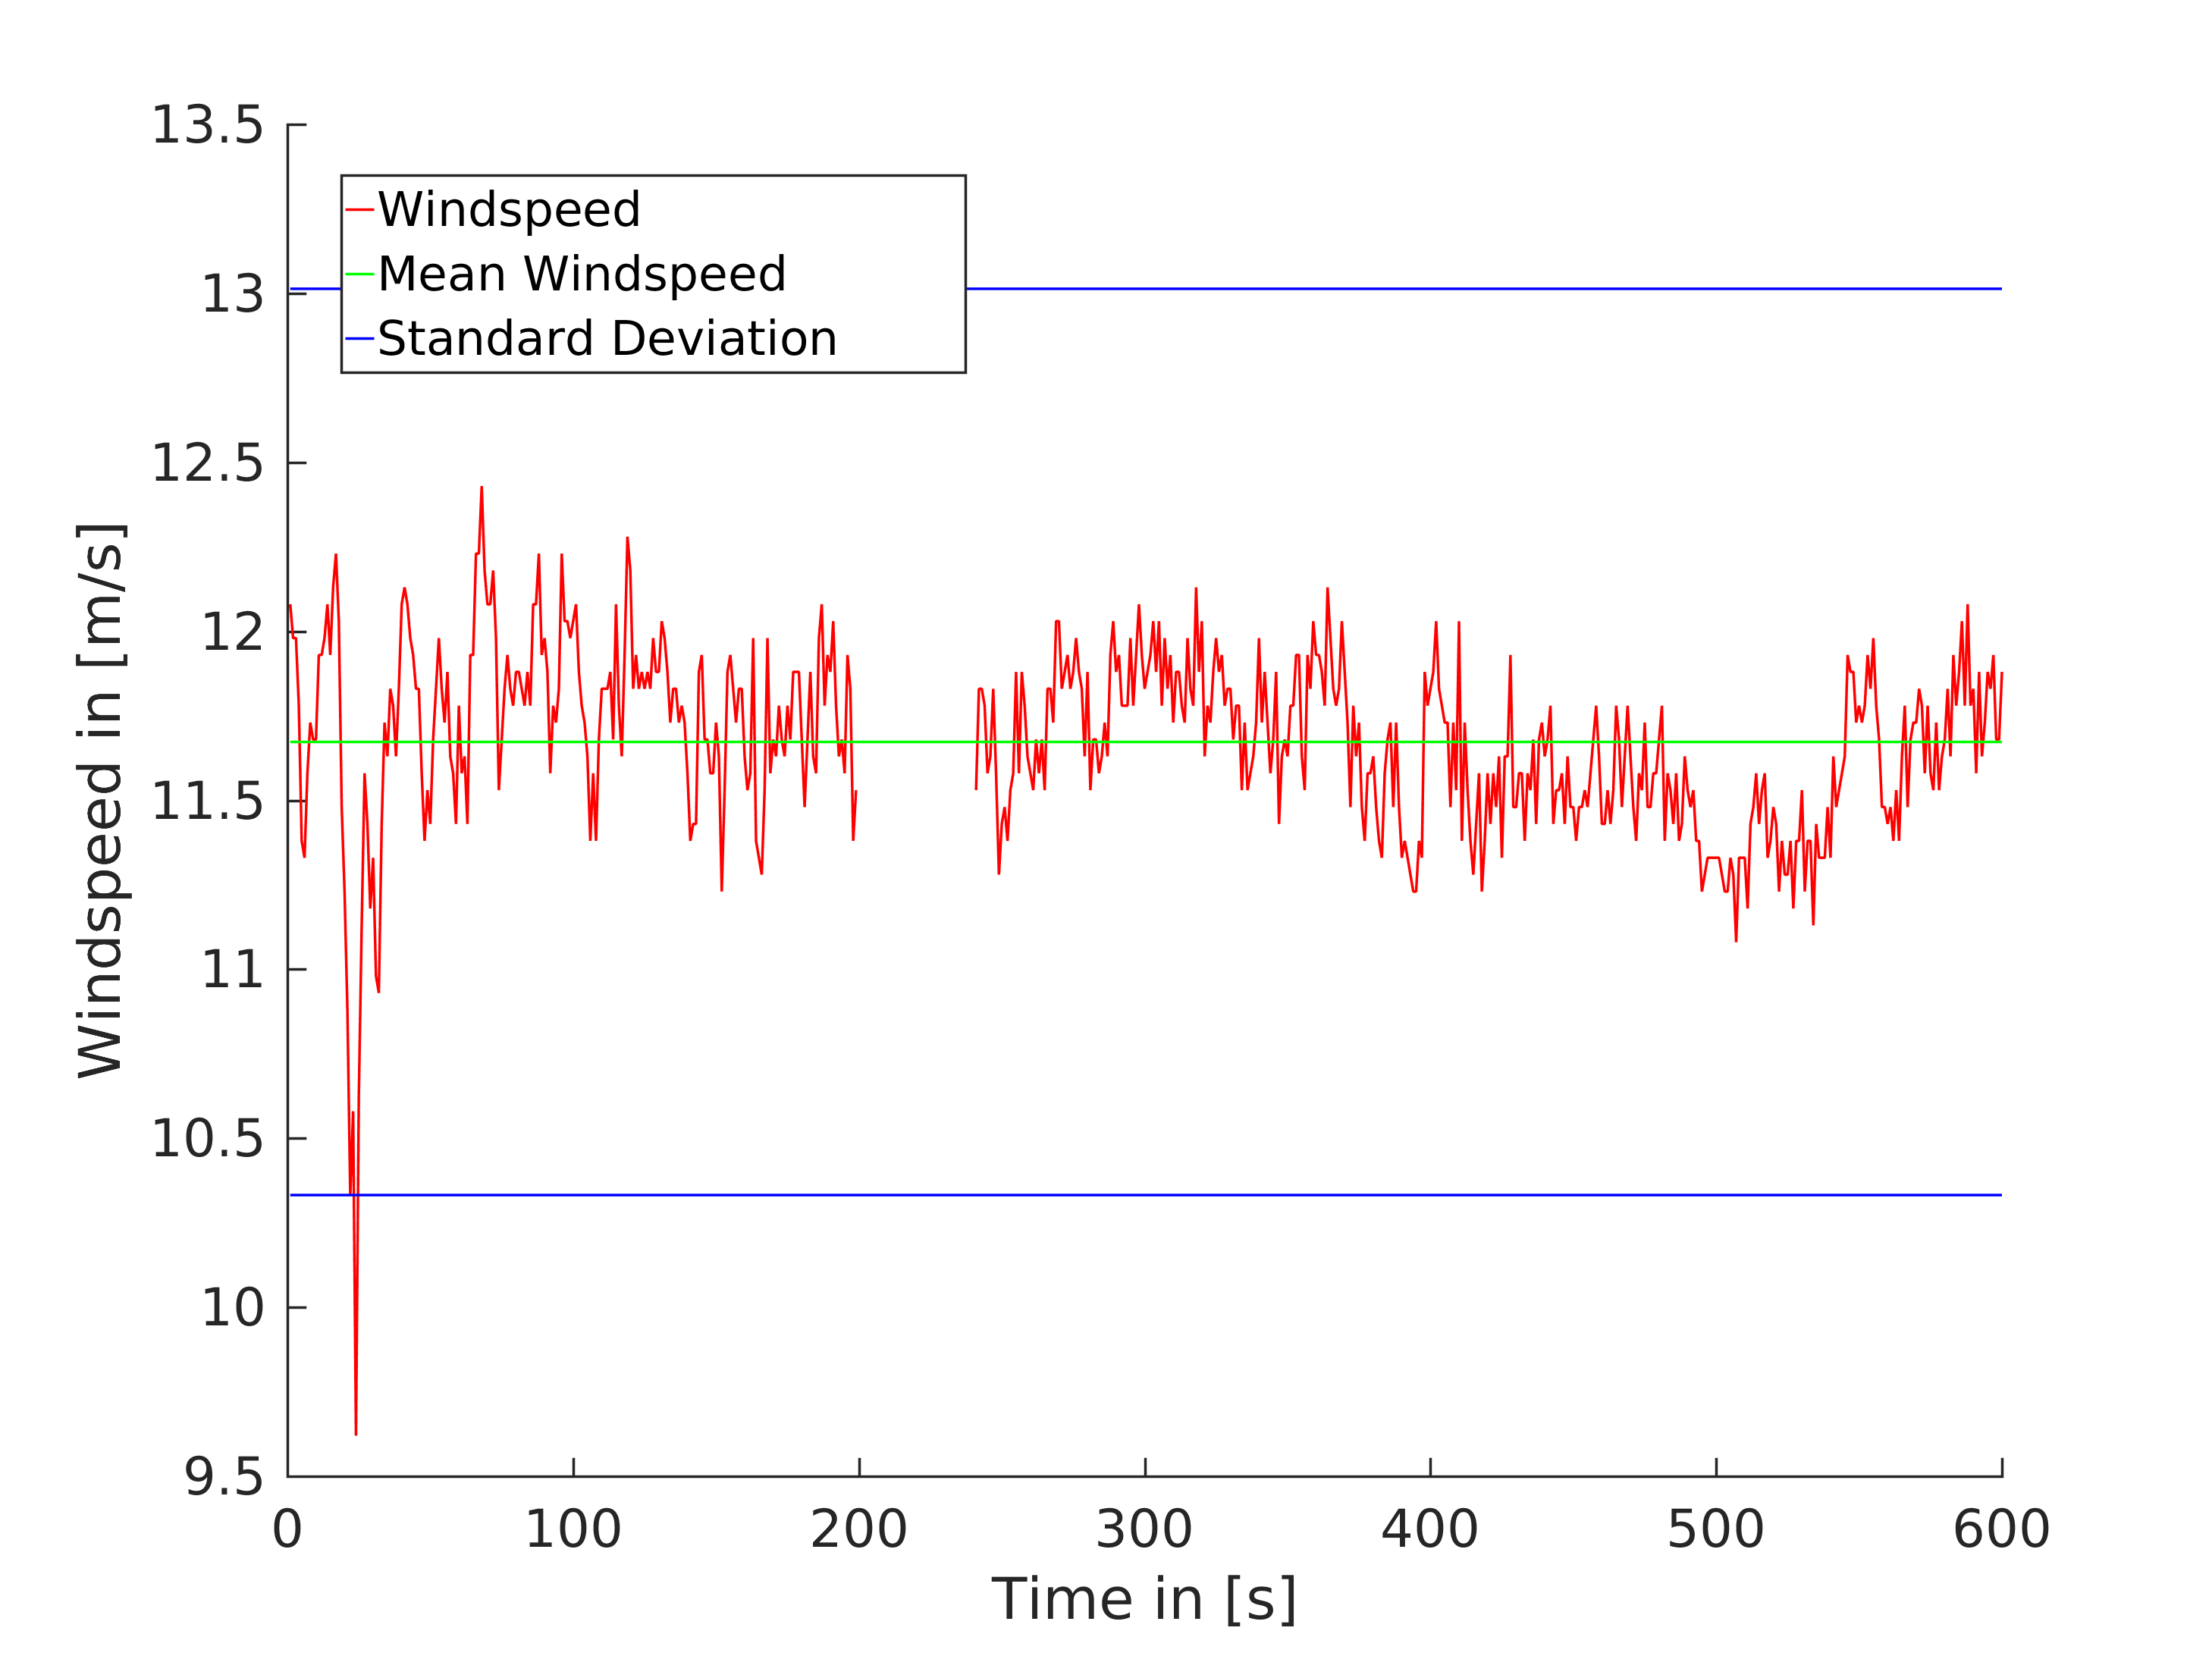 13.5
13
12.5
12
11.5
11
10.5
10
9.5
Windspeed in [m/s]
Windspeed
Mean Windspeed
Standard Deviation
0 100 200 300 400 500 600
Time in [s]